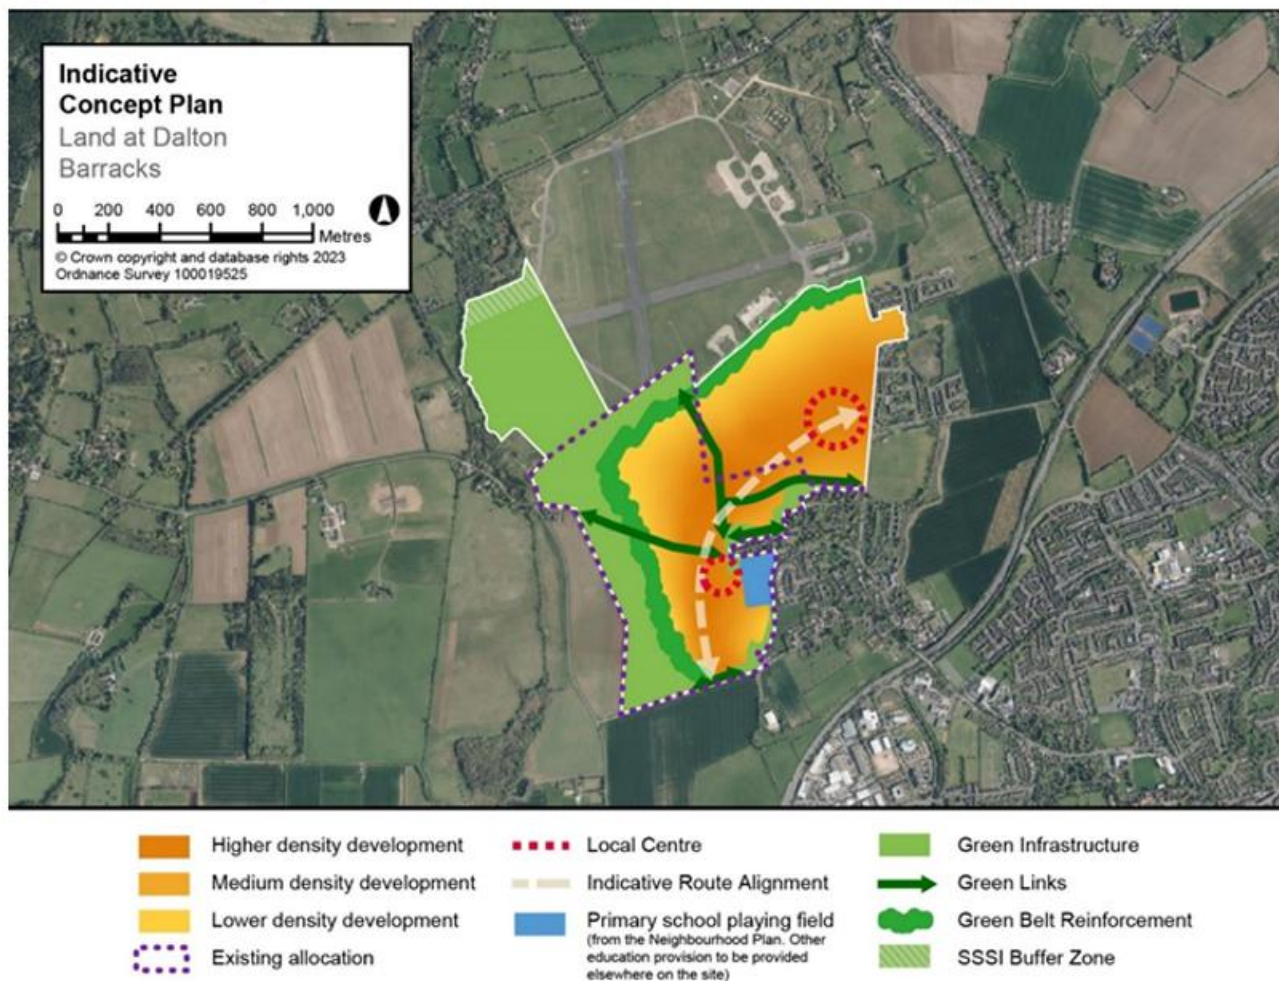 Indicative
Concept Plan
Land at Dalton
Barracks
0 200 400 600 800 1,000
Metres
© Crown copyright and database rights 2023
Ordnance Survey 100019525
Higher density development
Medium density development
Lower density development
Existing allocation
Local Centre
Indicative Route Alignment
Primary school playing field
(from the Neighbourhood Plan. Other
education provision to be provided
elsewhere on the site)
Green Infrastructure
Green Links
Green Belt Reinforcement
SSSI Buffer Zone